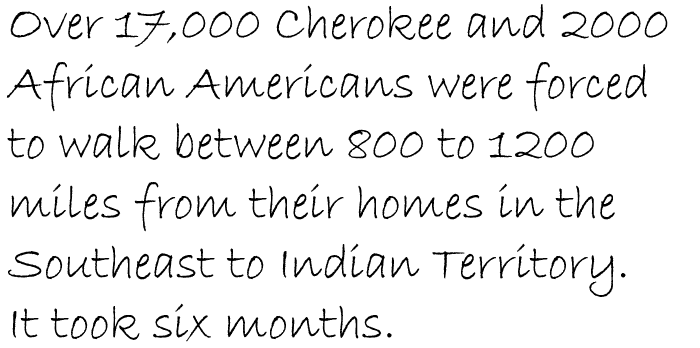 Over 17,000 Cherokee and 2000
African Americans were forced
to walk between 800 to 1200
miles from their homes in the
Southeast to Indian Territory.
It took six months.